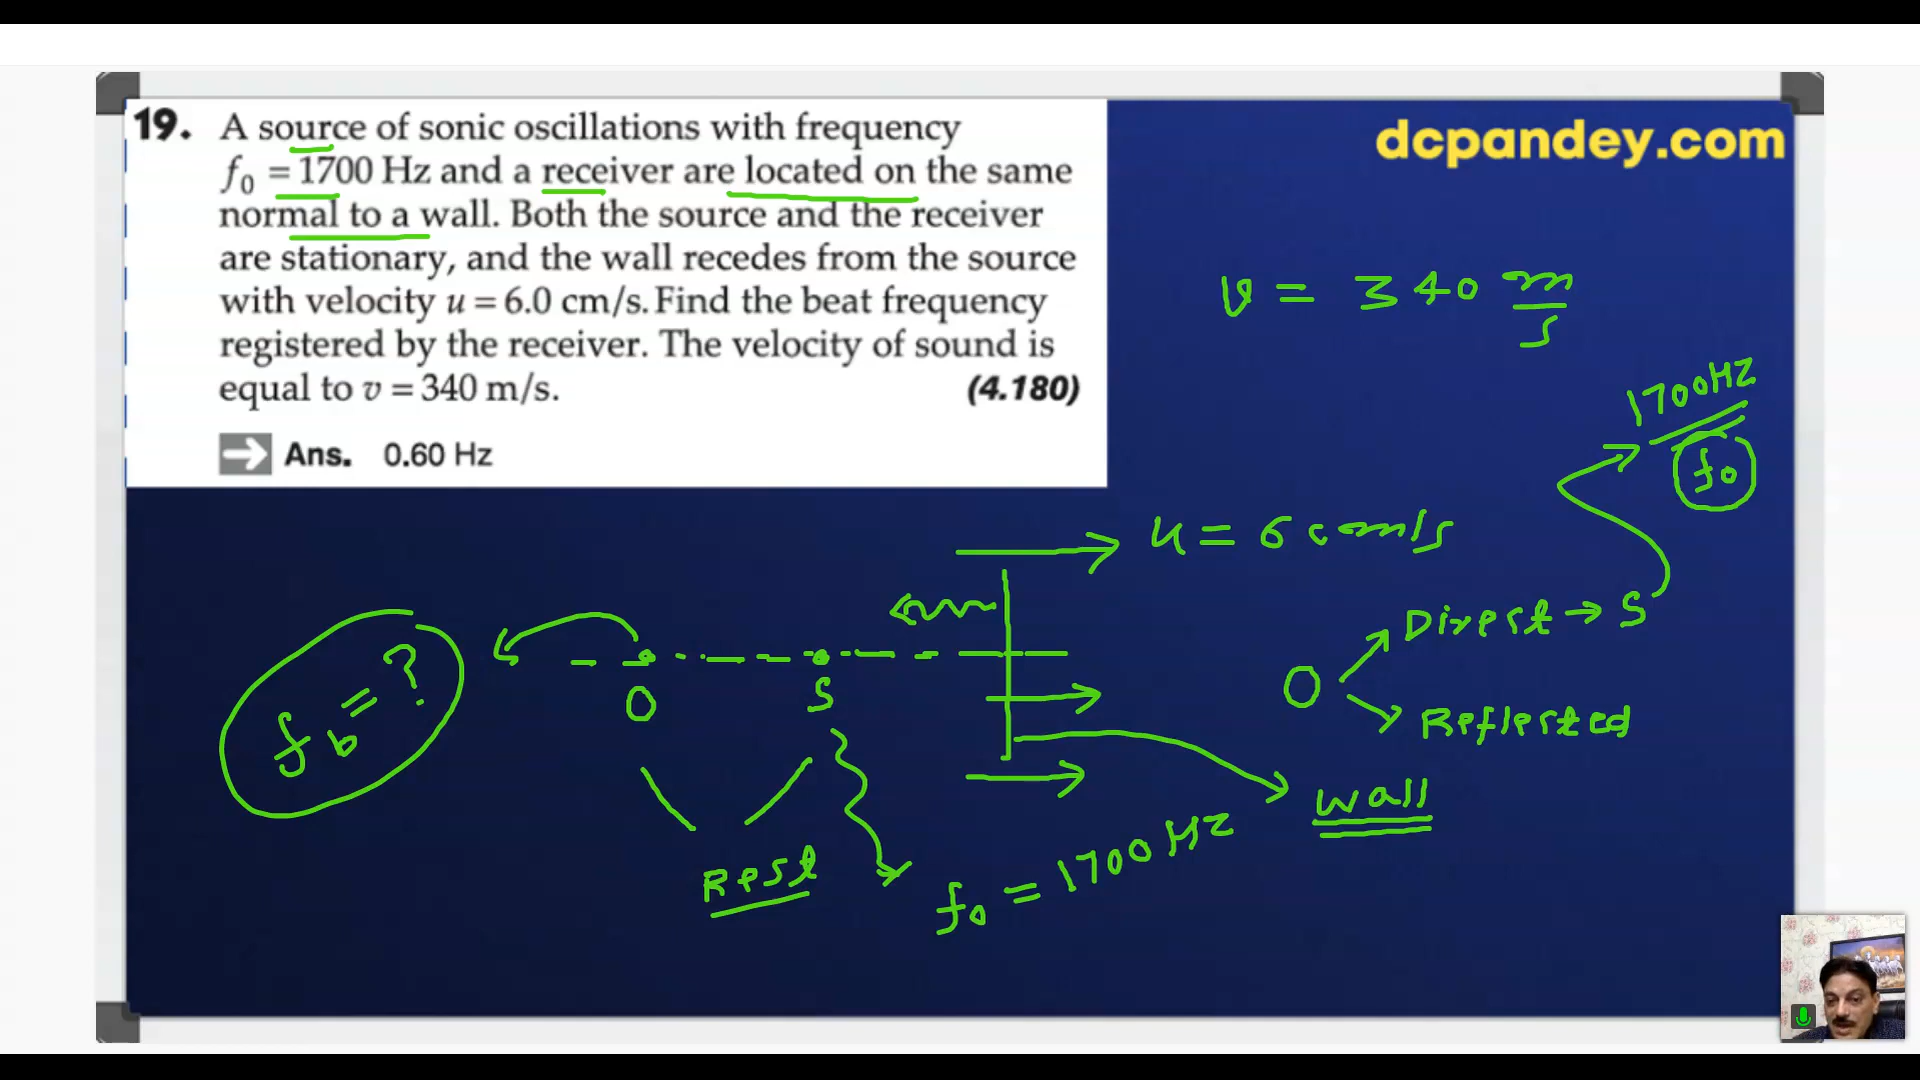 19. A source of sonic oscillations with frequency
f₀ = 1700 Hz and a receiver are located on the same
normal to a wall. Both the source and the receiver
are stationary, and the wall recedes from the source
with velocity u = 6.0 cm/s. Find the beat frequency
registered by the receiver. The velocity of sound is
equal to v = 340 m/s. (4.180)
Ans. 0.60 Hz
dcpandey.com
v = 340 m/s
1700HZ
f₀
u = 6 cm/s
Direct → S
O
Reflected
Wall
O
S
f_b = ?
Rest
f₀ = 1700 HZ